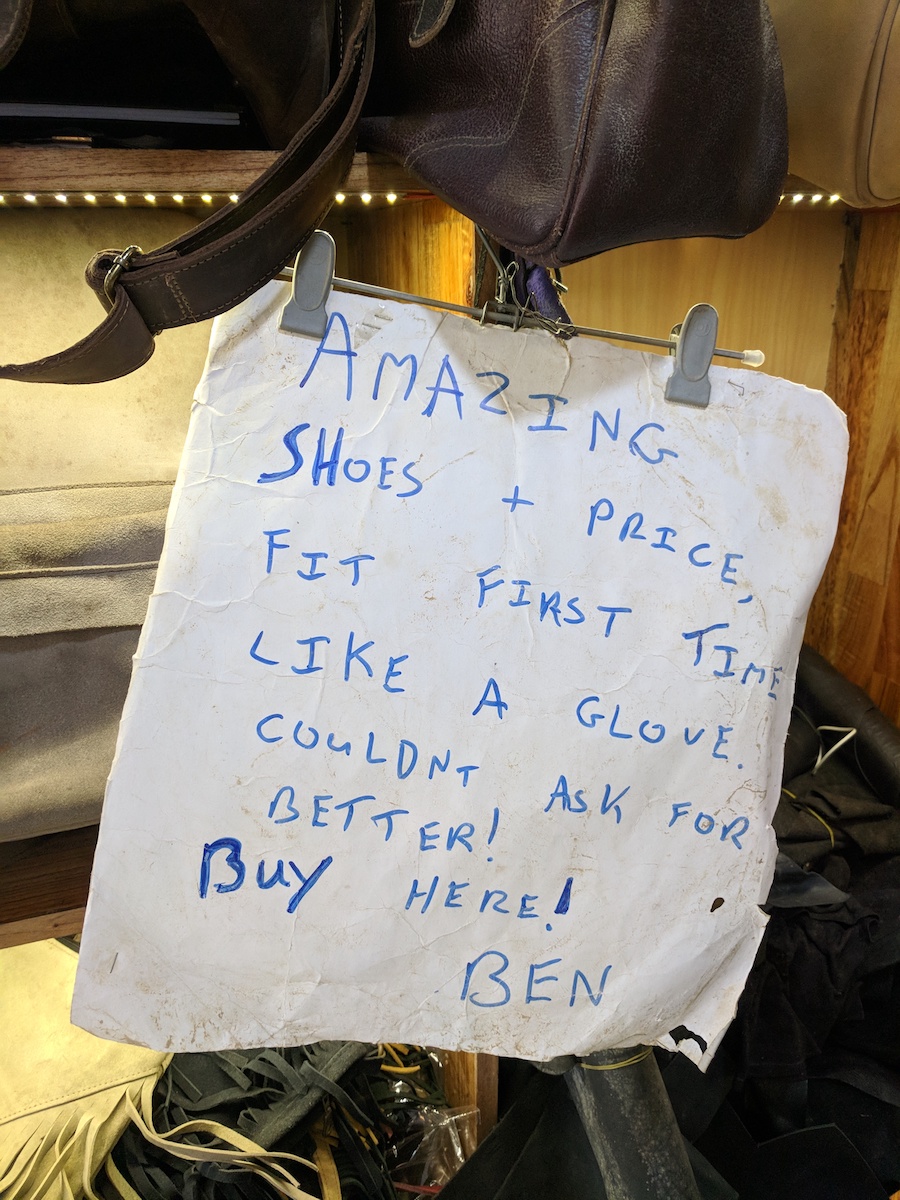 AMAZING
SHOES + PRICE,
FIT FIRST TIME
LIKE A GLOVE.
COULDNT ASK FOR
BETTER!
BUY HERE!
BEN